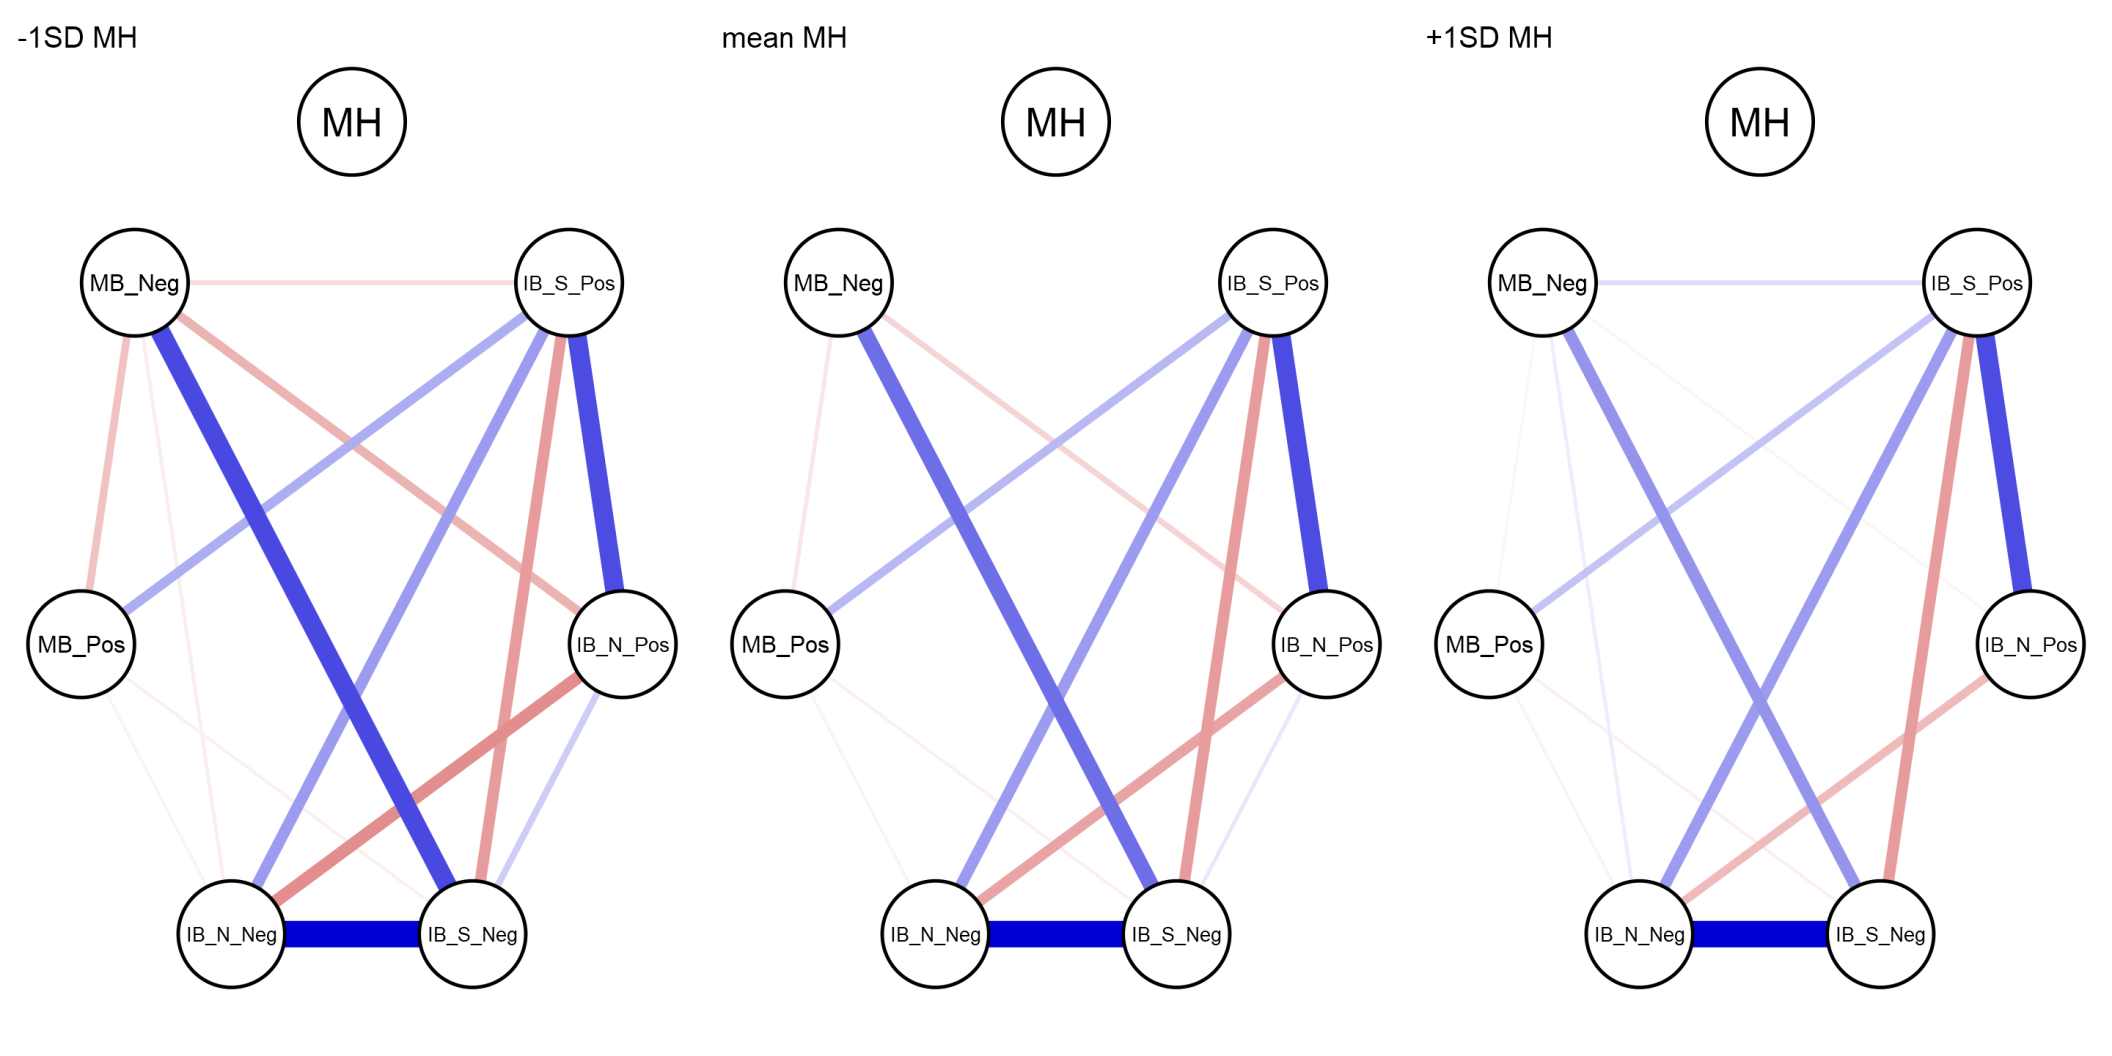 -1SD MH
MH
MB_Neg
IB_S_Pos
MB_Pos
IB_N_Pos
IB_N_Neg
IB_S_Neg
mean MH
MH
MB_Neg
IB_S_Pos
MB_Pos
IB_N_Pos
IB_N_Neg
IB_S_Neg
+1SD MH
MH
MB_Neg
IB_S_Pos
MB_Pos
IB_N_Pos
IB_N_Neg
IB_S_Neg